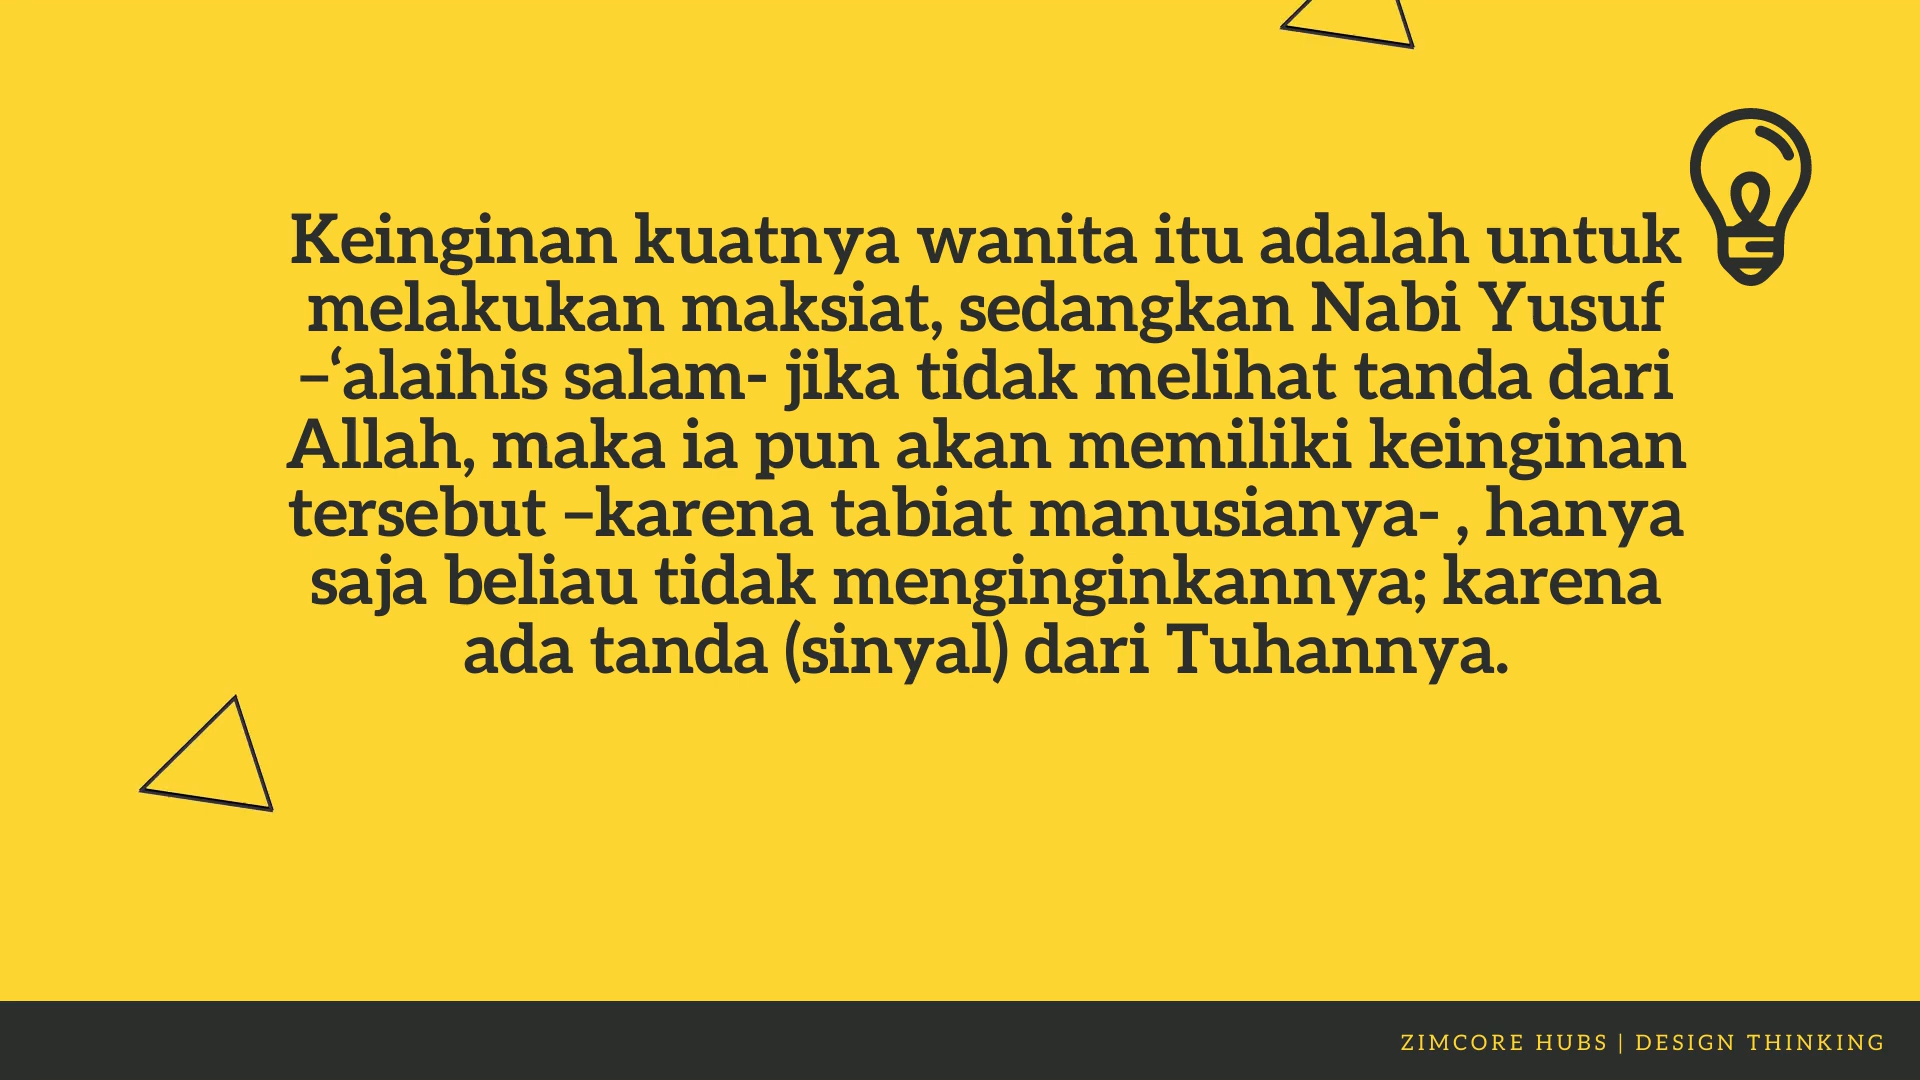 Keinginan kuatnya wanita itu adalah untuk
melakukan maksiat, sedangkan Nabi Yusuf
–‘alaihis salam- jika tidak melihat tanda dari
Allah, maka ia pun akan memiliki keinginan
tersebut –karena tabiat manusianya- , hanya
saja beliau tidak mengingginkannya; karena
ada tanda (sinyal) dari Tuhannya.
ZIMCORE HUBS | DESIGN THINKING